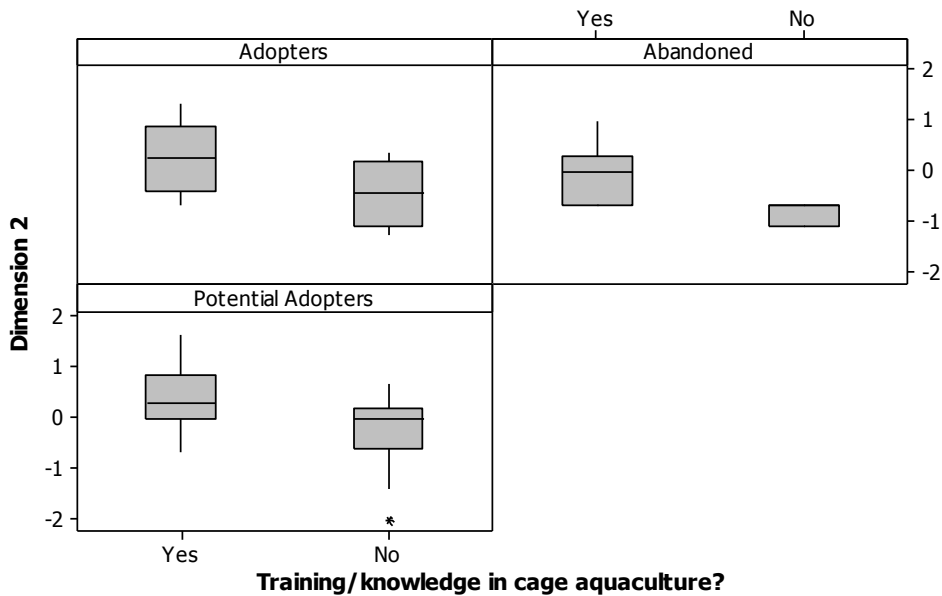 Yes No
Adopters Abandoned
2
1
0
-1
-2
Dimension 2
Potential Adopters
2
1
0
-1
-2
Yes No
Training/knowledge in cage aquaculture?